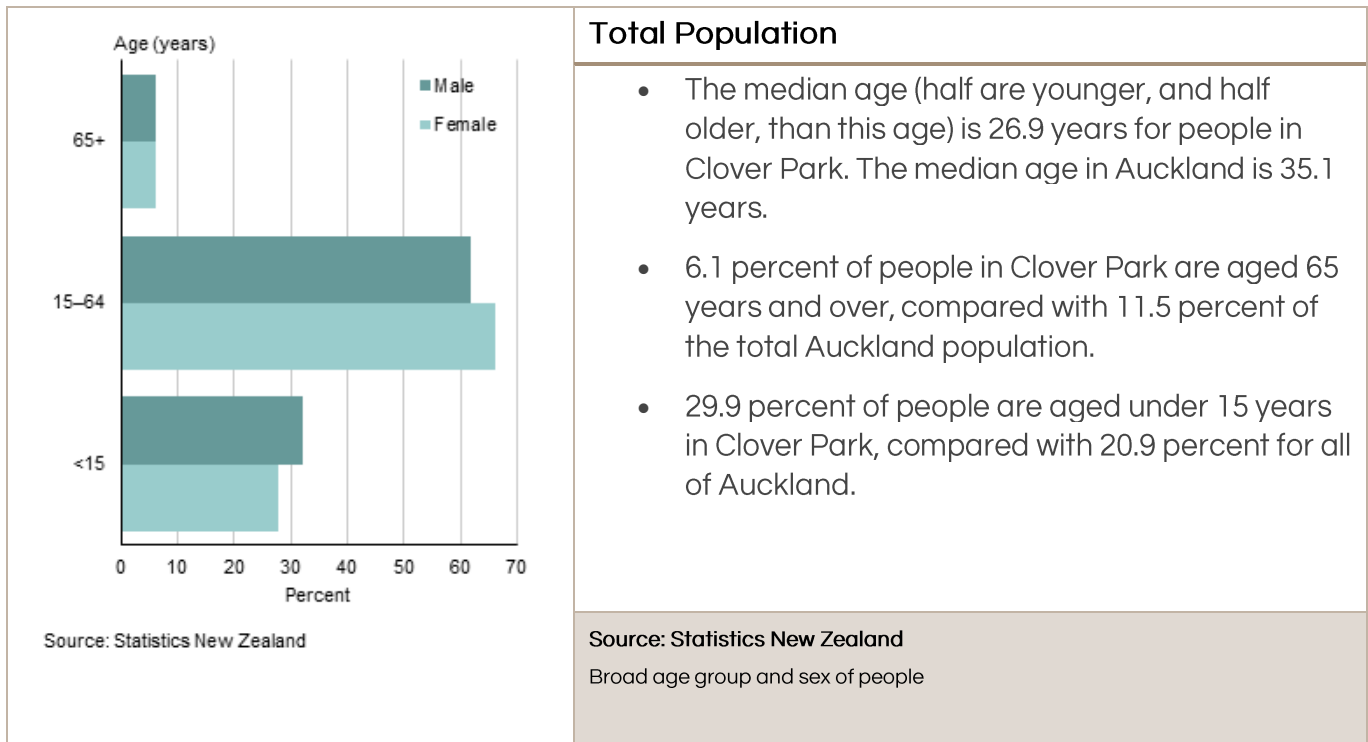 Age (years)
Male
Female
65+
15–64
<15
0 10 20 30 40 50 60 70
Percent
Source: Statistics New Zealand
Total Population
• The median age (half are younger, and half
older, than this age) is 26.9 years for people in
Clover Park. The median age in Auckland is 35.1
years.
• 6.1 percent of people in Clover Park are aged 65
years and over, compared with 11.5 percent of
the total Auckland population.
• 29.9 percent of people are aged under 15 years
in Clover Park, compared with 20.9 percent for all
of Auckland.
Source: Statistics New Zealand
Broad age group and sex of people